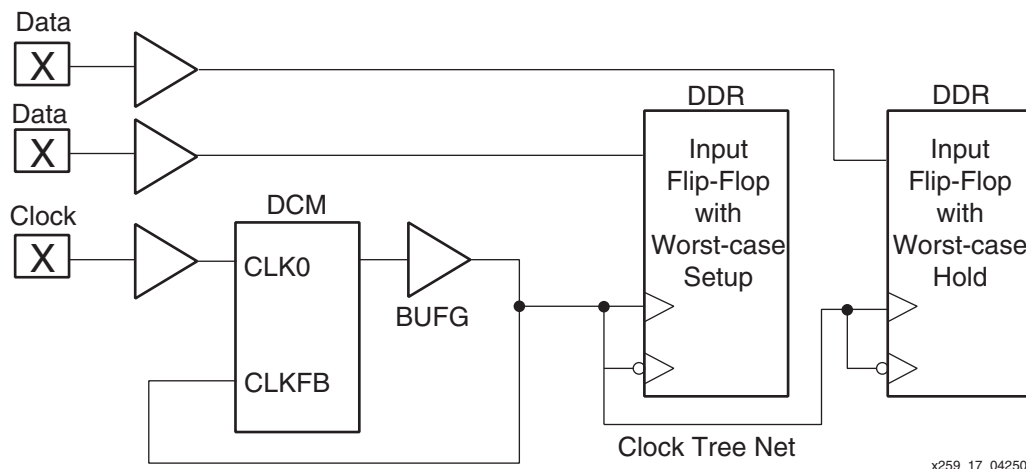 Data
X
Data
X
Clock
X
DCM
CLK0
CLKFB
BUFG
DDR
Input
Flip-Flop
with
Worst-case
Setup
DDR
Input
Flip-Flop
with
Worst-case
Hold
Clock Tree Net
x259_17_04250